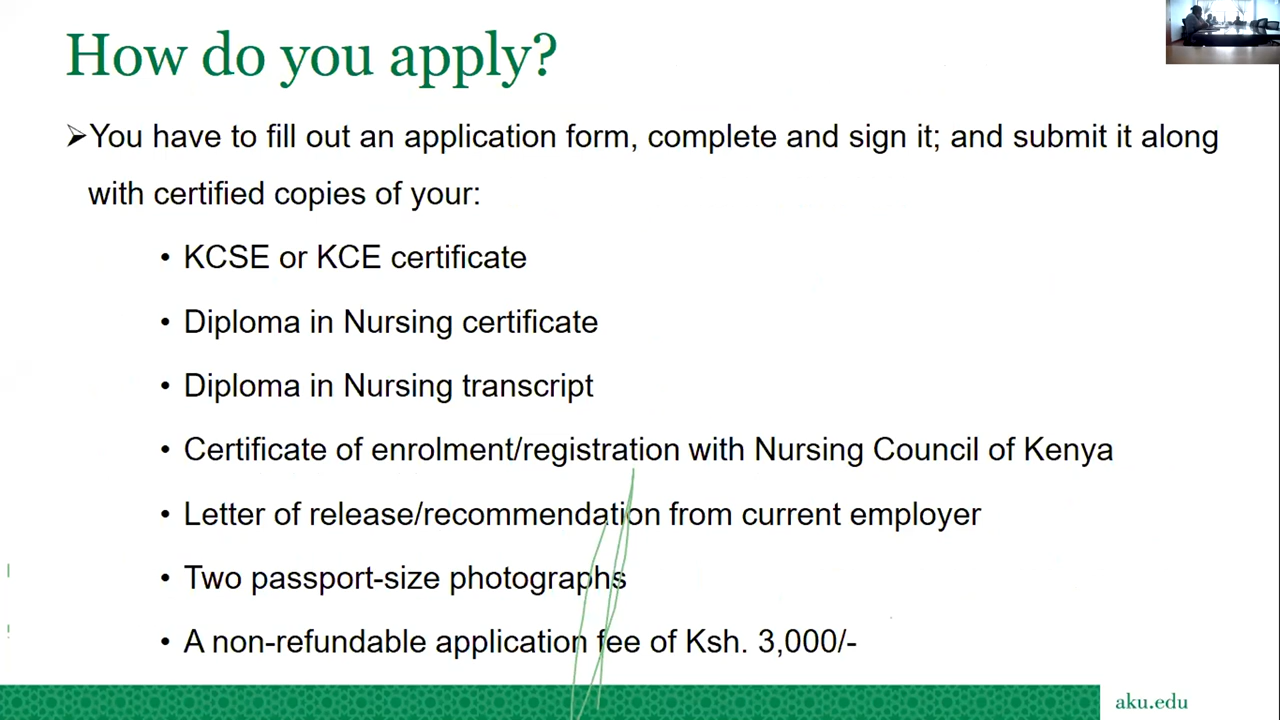 How do you apply?
➢You have to fill out an application form, complete and sign it; and submit it along
with certified copies of your:
• KCSE or KCE certificate
• Diploma in Nursing certificate
• Diploma in Nursing transcript
• Certificate of enrolment/registration with Nursing Council of Kenya
• Letter of release/recommendation from current employer
• Two passport-size photographs
• A non-refundable application fee of Ksh. 3,000/-
aku.edu